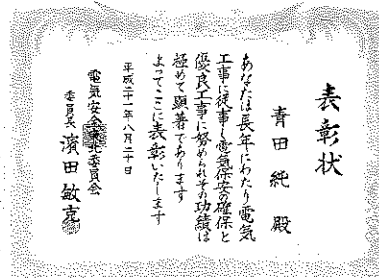 表彰状
青田純殿
あなたは長年にわたり電気
工事に従事し電気保安の確保と
優良工事に努められその功績は
極めて顕著であります
よってここに表彰いたします
平成二十一年八月二十日
電気安全東北委員会
委員長 濱田敏克